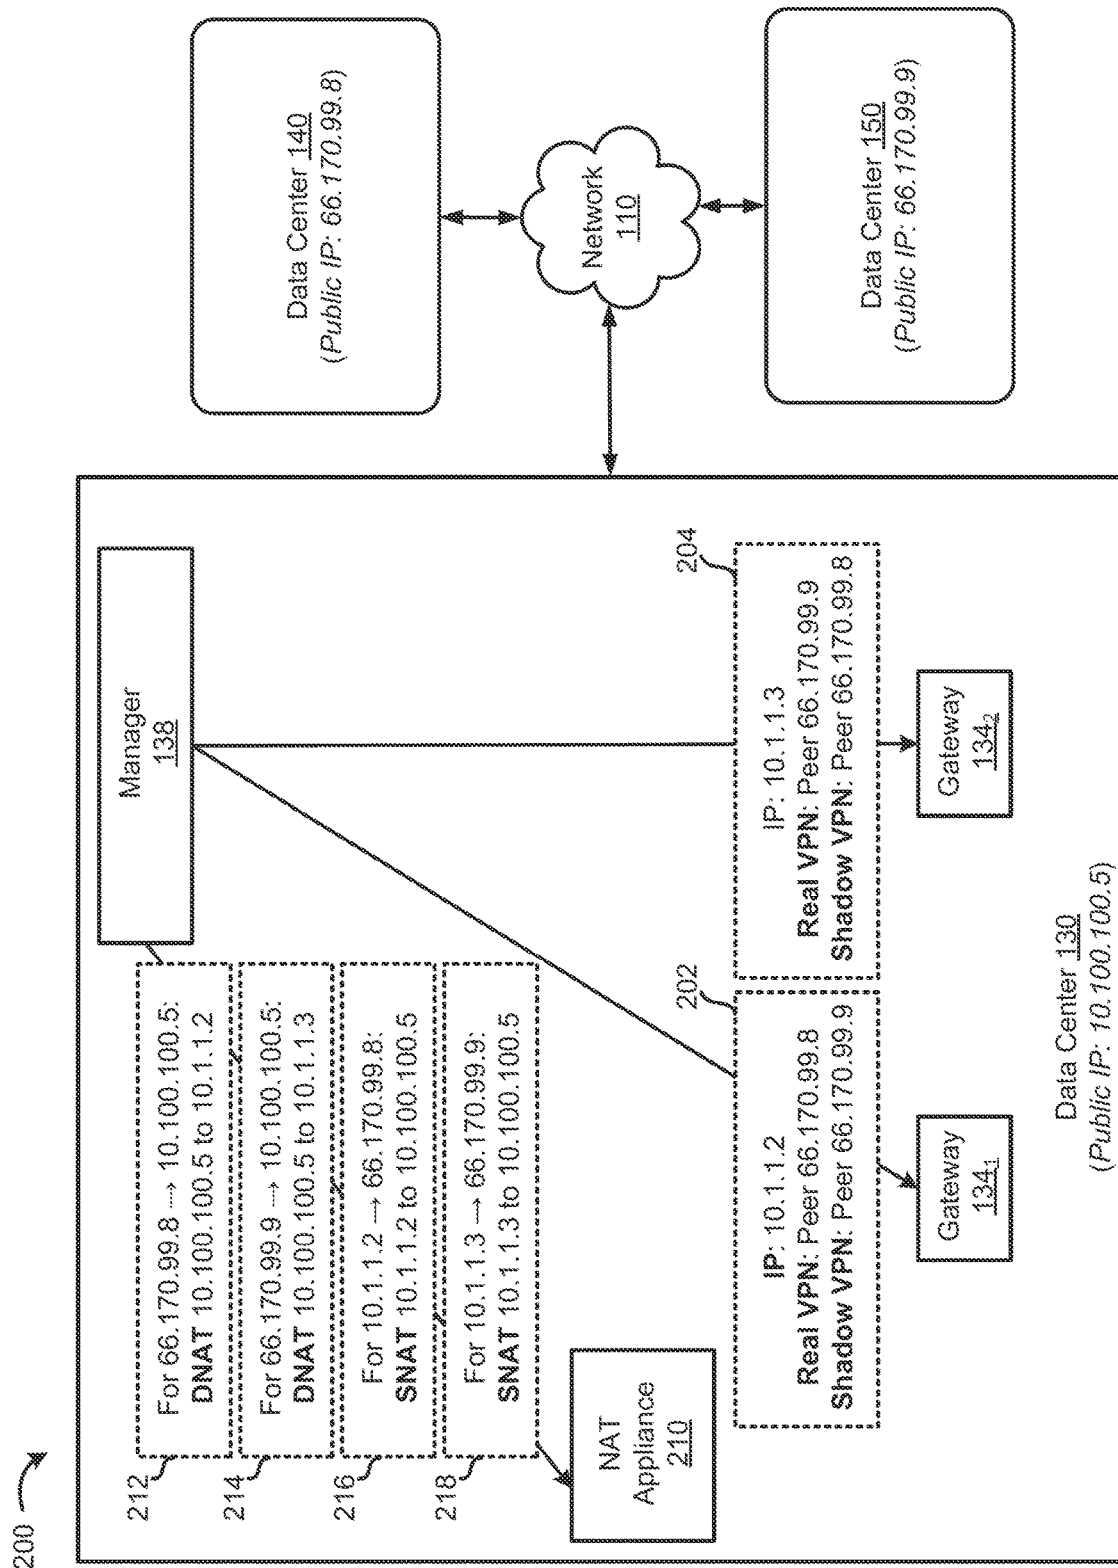 200
Manager
138
212
For 66.170.99.8 → 10.100.100.5:
DNAT 10.100.100.5 to 10.1.1.2
214
For 66.170.99.9 → 10.100.100.5:
DNAT 10.100.100.5 to 10.1.1.3
216
For 10.1.1.2 → 66.170.99.8:
SNAT 10.1.1.2 to 10.100.100.5
218
For 10.1.1.3 → 66.170.99.9:
SNAT 10.1.1.3 to 10.100.100.5
NAT
Appliance
210
202
IP: 10.1.1.2
Real VPN: Peer 66.170.99.8
Shadow VPN: Peer 66.170.99.9
204
IP: 10.1.1.3
Real VPN: Peer 66.170.99.9
Shadow VPN: Peer 66.170.99.8
Gateway
134₁
Gateway
134₂
Data Center 130
(Public IP: 10.100.100.5)
Data Center 140
(Public IP: 66.170.99.8)
Network
110
Data Center 150
(Public IP: 66.170.99.9)